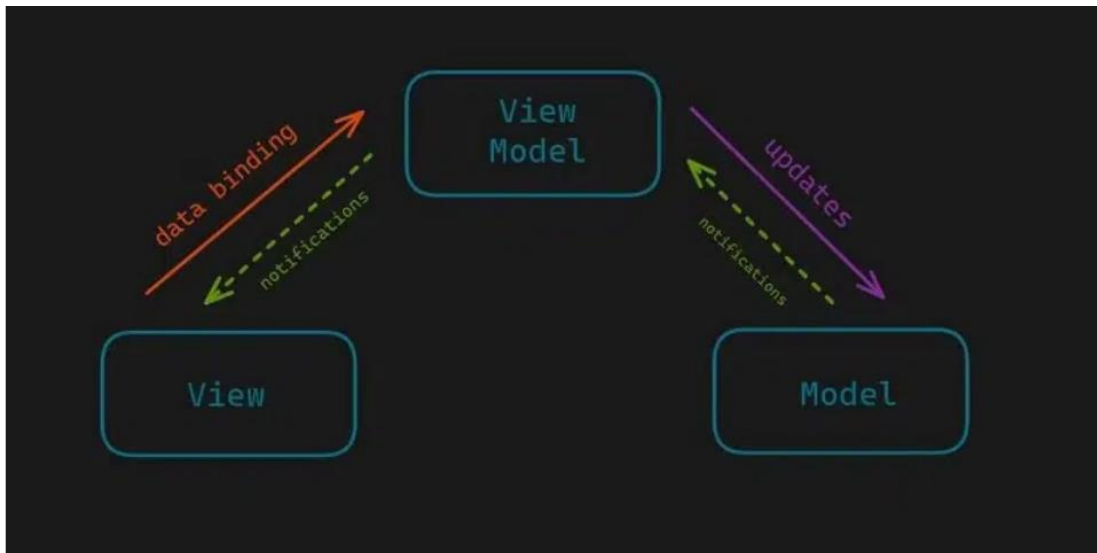 View
Model
data binding
updates
notifications
notifications
View
Model